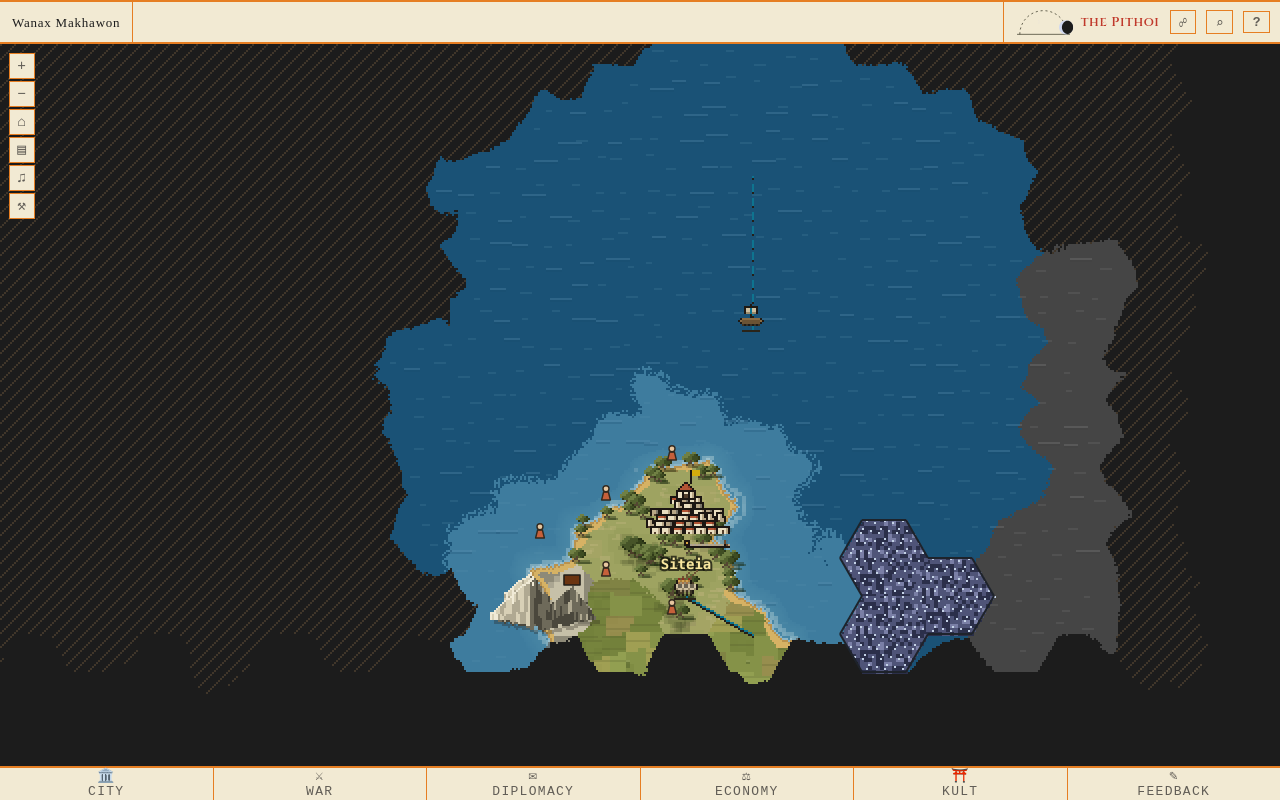 Wanax Makhawon
THE PITHOI
?
Siteia
CITY
WAR
DIPLOMACY
ECONOMY
KULT
FEEDBACK